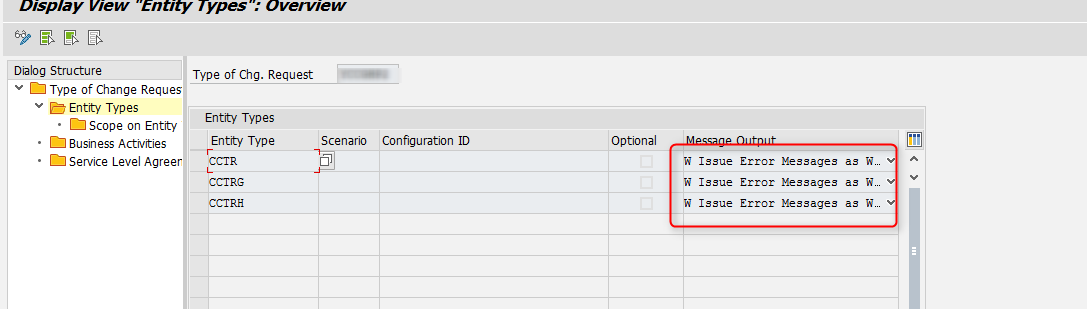 Display View "Entity Types": Overview
Dialog Structure
Type of Change Reques
Entity Types
Scope on Entity
Business Activities
Service Level Agreen
Type of Chg. Request
Entity Types
Entity Type Scenario Configuration ID Optional Message Output
CCTR W Issue Error Messages as W…
CCTRG W Issue Error Messages as W…
CCTRH W Issue Error Messages as W…